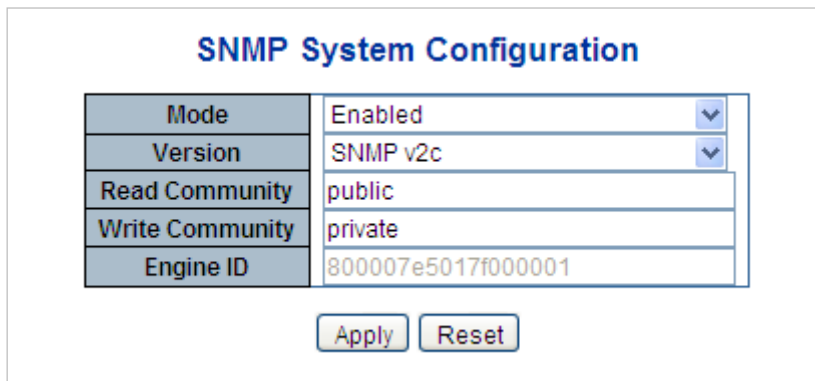 SNMP System Configuration
Mode Enabled
Version SNMP v2c
Read Community public
Write Community private
Engine ID 800007e5017f000001
Apply Reset